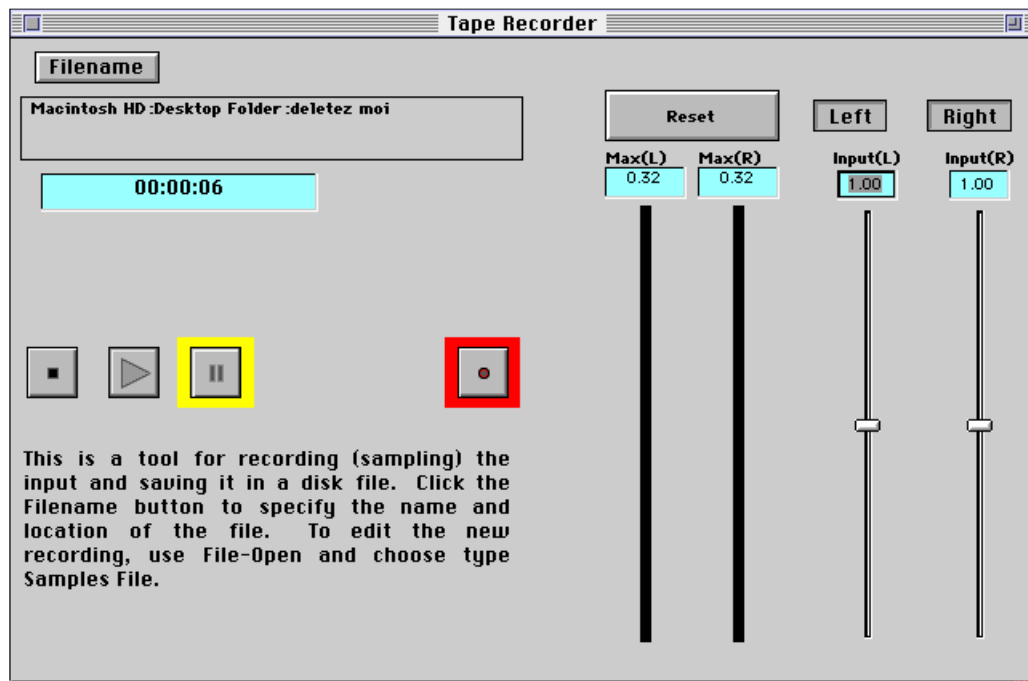 Tape Recorder
Filename
Macintosh HD:Desktop Folder:deletez moi
00:00:06
Reset
Left
Right
Max(L)
Max(R)
Input(L)
Input(R)
0.32
0.32
1.00
1.00
This is a tool for recording (sampling) the
input and saving it in a disk file. Click the
Filename button to specify the name and
location of the file. To edit the new
recording, use File-Open and choose type
Samples File.